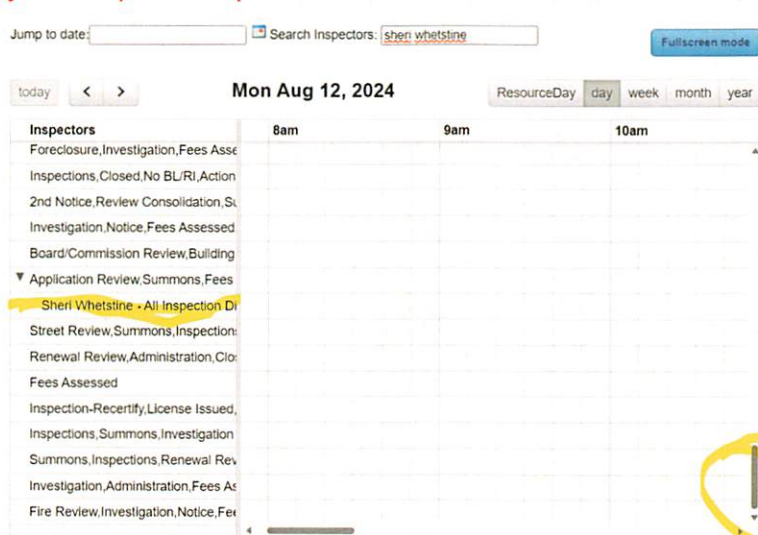 Jump to date: Search Inspectors: sheri whetstine
Fullscreen mode
today < > Mon Aug 12, 2024 ResourceDay day week month year
Inspectors 8am 9am 10am
Foreclosure,Investigation,Fees Asse
Inspections,Closed,No BL/RI,Action
2nd Notice,Review Consolidation,Su
Investigation,Notice,Fees Assessed
Board/Commission Review,Building
Application Review,Summons,Fees
Sheri Whetstine - All Inspection Di
Street Review,Summons,Inspections
Renewal Review,Administration,Clo
Fees Assessed
Inspection-Recertify,License Issued,
Inspections,Summons,Investigation
Summons,Inspections,Renewal Rev
Investigation,Administration,Fees As
Fire Review,Investigation,Notice,Fee